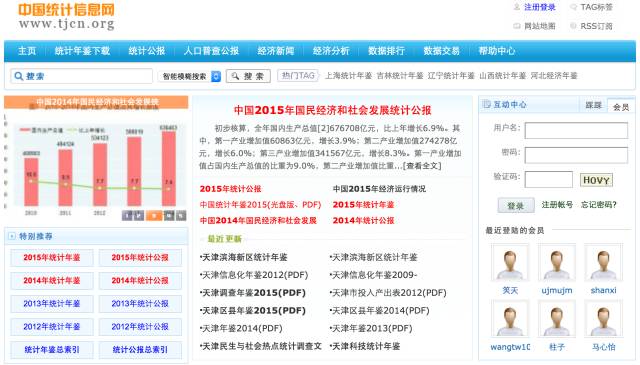 中国统计信息网
www.tjcn.org
注册登录 TAG标签
网站地图 RSS订阅
主页 统计年鉴下载 统计公报 人口普查公报 经济新闻 经济分析 数据排行 数据交易 帮助中心
搜索 智能模糊搜索 搜索 热门TAG 上海统计年鉴 吉林统计年鉴 辽宁统计年鉴 山西统计年鉴 河北经济年鉴
中国2014年国民经济和社会发展统
国内生产总值 比上年增长
408903 484124 534123 588019 636463
10.6 9.5 7.7 7.7 7.4
2010 2011 2012
1 2 3 4 5
特别推荐
2015年统计年鉴 2015年统计公报
2014年统计年鉴 2014年统计公报
2013年统计年鉴 2013年统计公报
2012年统计年鉴 2012年统计公报
统计年鉴总索引 统计公报总索引
中国2015年国民经济和社会发展统计公报
初步核算，全年国内生产总值[2]676708亿元，比上年增长6.9%。其
中，第一产业增加值60863亿元，增长3.9%；第二产业增加值274278亿
元，增长6.0%；第三产业增加值341567亿元，增长8.3%。第一产业增加
值占国内生产总值的比重为9.0%，第二产业增加值比重...[查看全文]
2015年统计公报 中国2015年经济运行情况
中国统计年鉴2015(光盘版、PDF) 2015年统计年鉴
中国2014年国民经济和社会发展 2014年统计公报
最近更新
·天津滨海新区统计年鉴 ·天津滨海新区统计年鉴
·天津信息化年鉴2012(PDF) ·天津信息化年鉴2009-
·天津调查年鉴2015(PDF) ·天津市投入产出表2012(PDF)
·天津区县年鉴2015(PDF) ·天津区县年鉴2014(PDF)
·天津年鉴2014(PDF) ·天津年鉴2013(PDF)
·天津民生与社会热点统计调查文 ·天津科技统计年鉴
互动中心 踩踩 会员
用户名：
密码：
验证码： HOVY
登录 注册帐号 忘记密码?
最近登陆的会员
笑天 ujmujm shanxi
wangtw10 柱子 马心怡